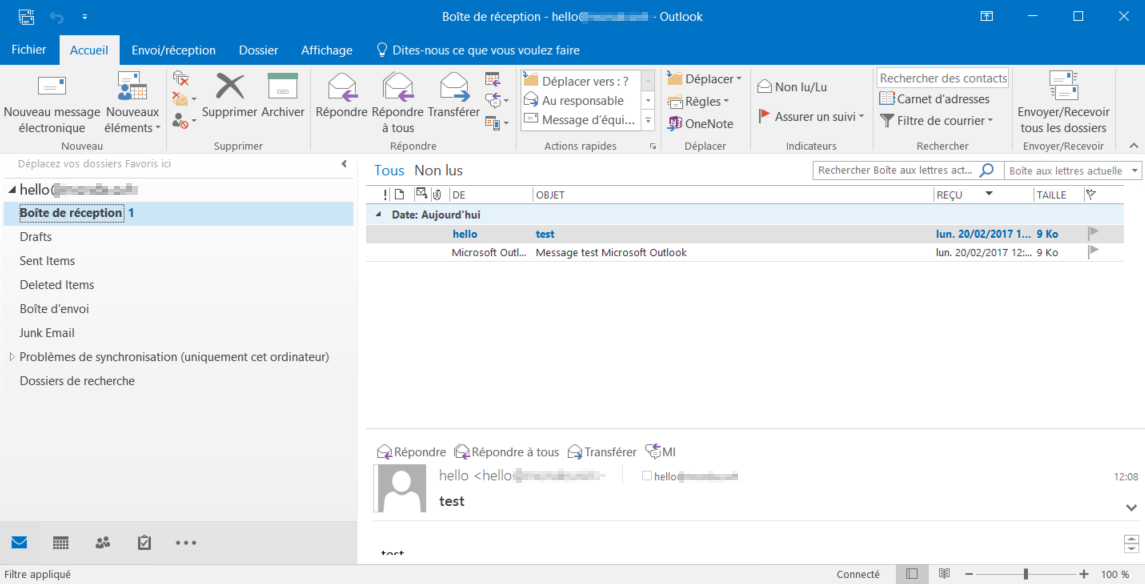 Boîte de réception - hello@ - Outlook
Fichier Accueil Envoi/réception Dossier Affichage Dites-nous ce que vous voulez faire
Nouveau message électronique
Nouveaux éléments
Supprimer Archiver
Répondre
Répondre à tous
Transférer
Déplacer vers : ?
Au responsable
Message d'équi...
Déplacer
Règles
OneNote
Non lu/Lu
Assurer un suivi
Rechercher des contacts
Carnet d'adresses
Filtre de courrier
Envoyer/Recevoir tous les dossiers
Nouveau Supprimer Répondre Actions rapides Déplacer Indicateurs Rechercher Envoyer/Recevoir
Déplacez vos dossiers Favoris ici
hello@
Boîte de réception 1
Drafts
Sent Items
Deleted Items
Boîte d'envoi
Junk Email
Problèmes de synchronisation (uniquement cet ordinateur)
Dossiers de recherche
Tous Non lus
Rechercher Boîte aux lettres act... Boîte aux lettres actuelle
! DE OBJET REÇU TAILLE
Date: Aujourd'hui
hello test lun. 20/02/2017 1... 9 Ko
Microsoft Outl... Message test Microsoft Outlook lun. 20/02/2017 12:... 9 Ko
Répondre Répondre à tous Transférer MI
hello <hello@ hello@ 12:08
test
test
Filtre appliqué Connecté 100 %